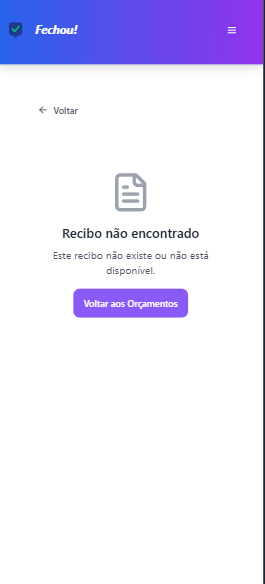 Fechou!
Voltar
Recibo não encontrado
Este recibo não existe ou não está
disponível.
Voltar aos Orçamentos